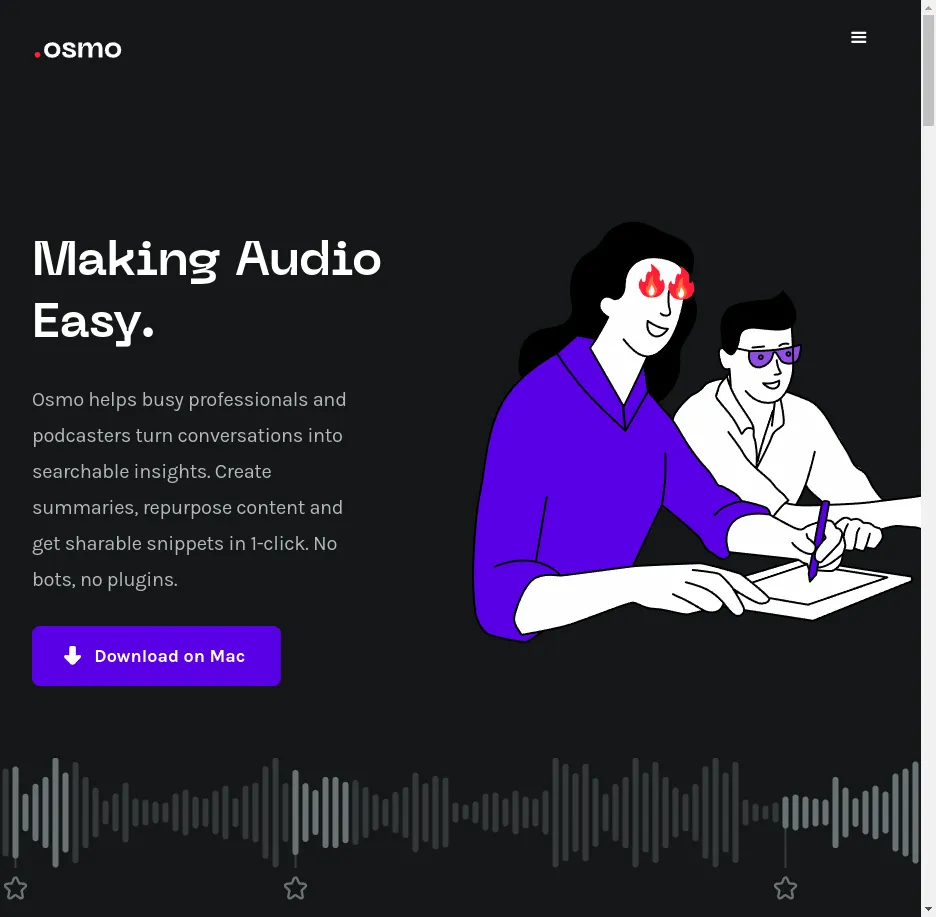 .osmo
Making Audio
Easy.
Osmo helps busy professionals and
podcasters turn conversations into
searchable insights. Create
summaries, repurpose content and
get sharable snippets in 1-click. No
bots, no plugins.
Download on Mac